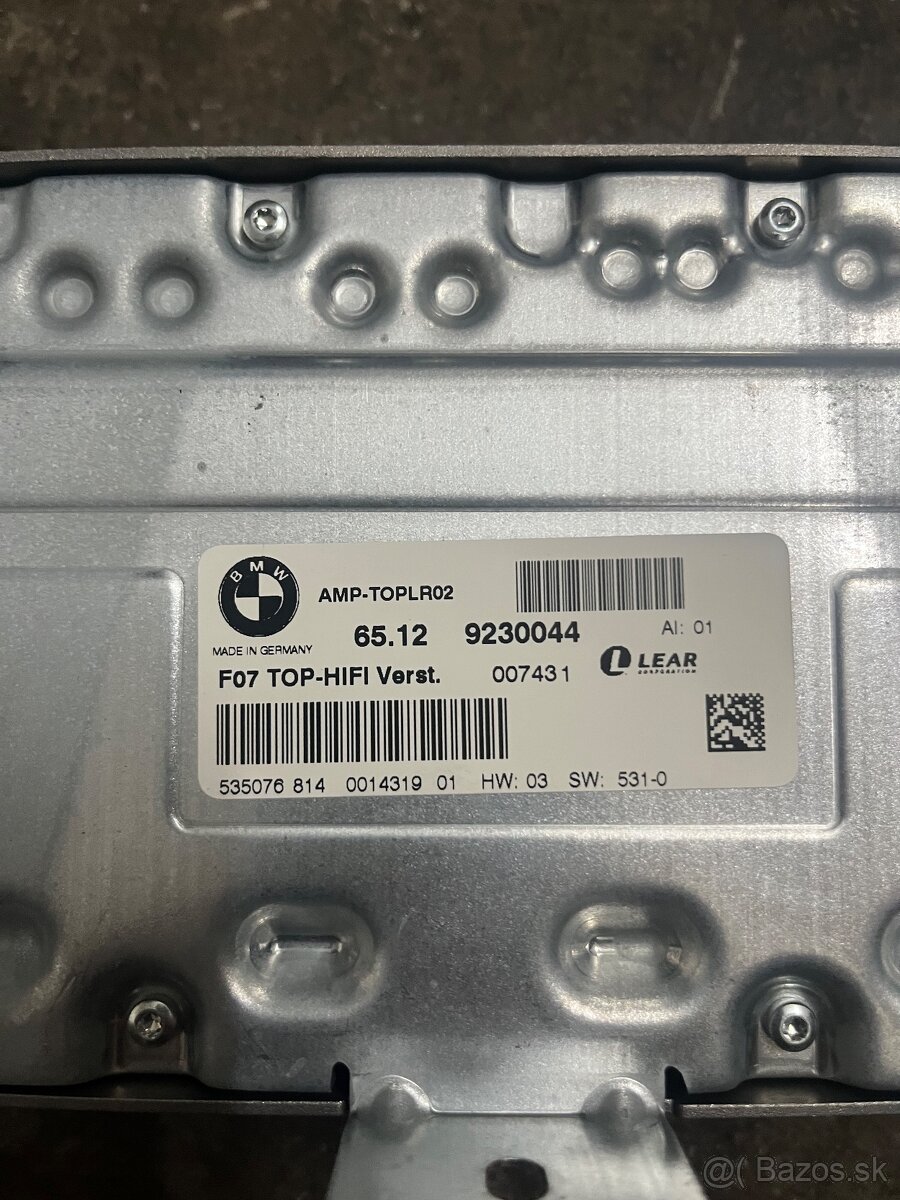 BMW
AMP-TOPLR02
65.12 9230044 AI: 01
MADE IN GERMANY
F07 TOP-HIFI Verst. 007431 LEAR
CORPORATION
535076 814 0014319 01 HW: 03 SW: 531-0
@( Bazos.sk